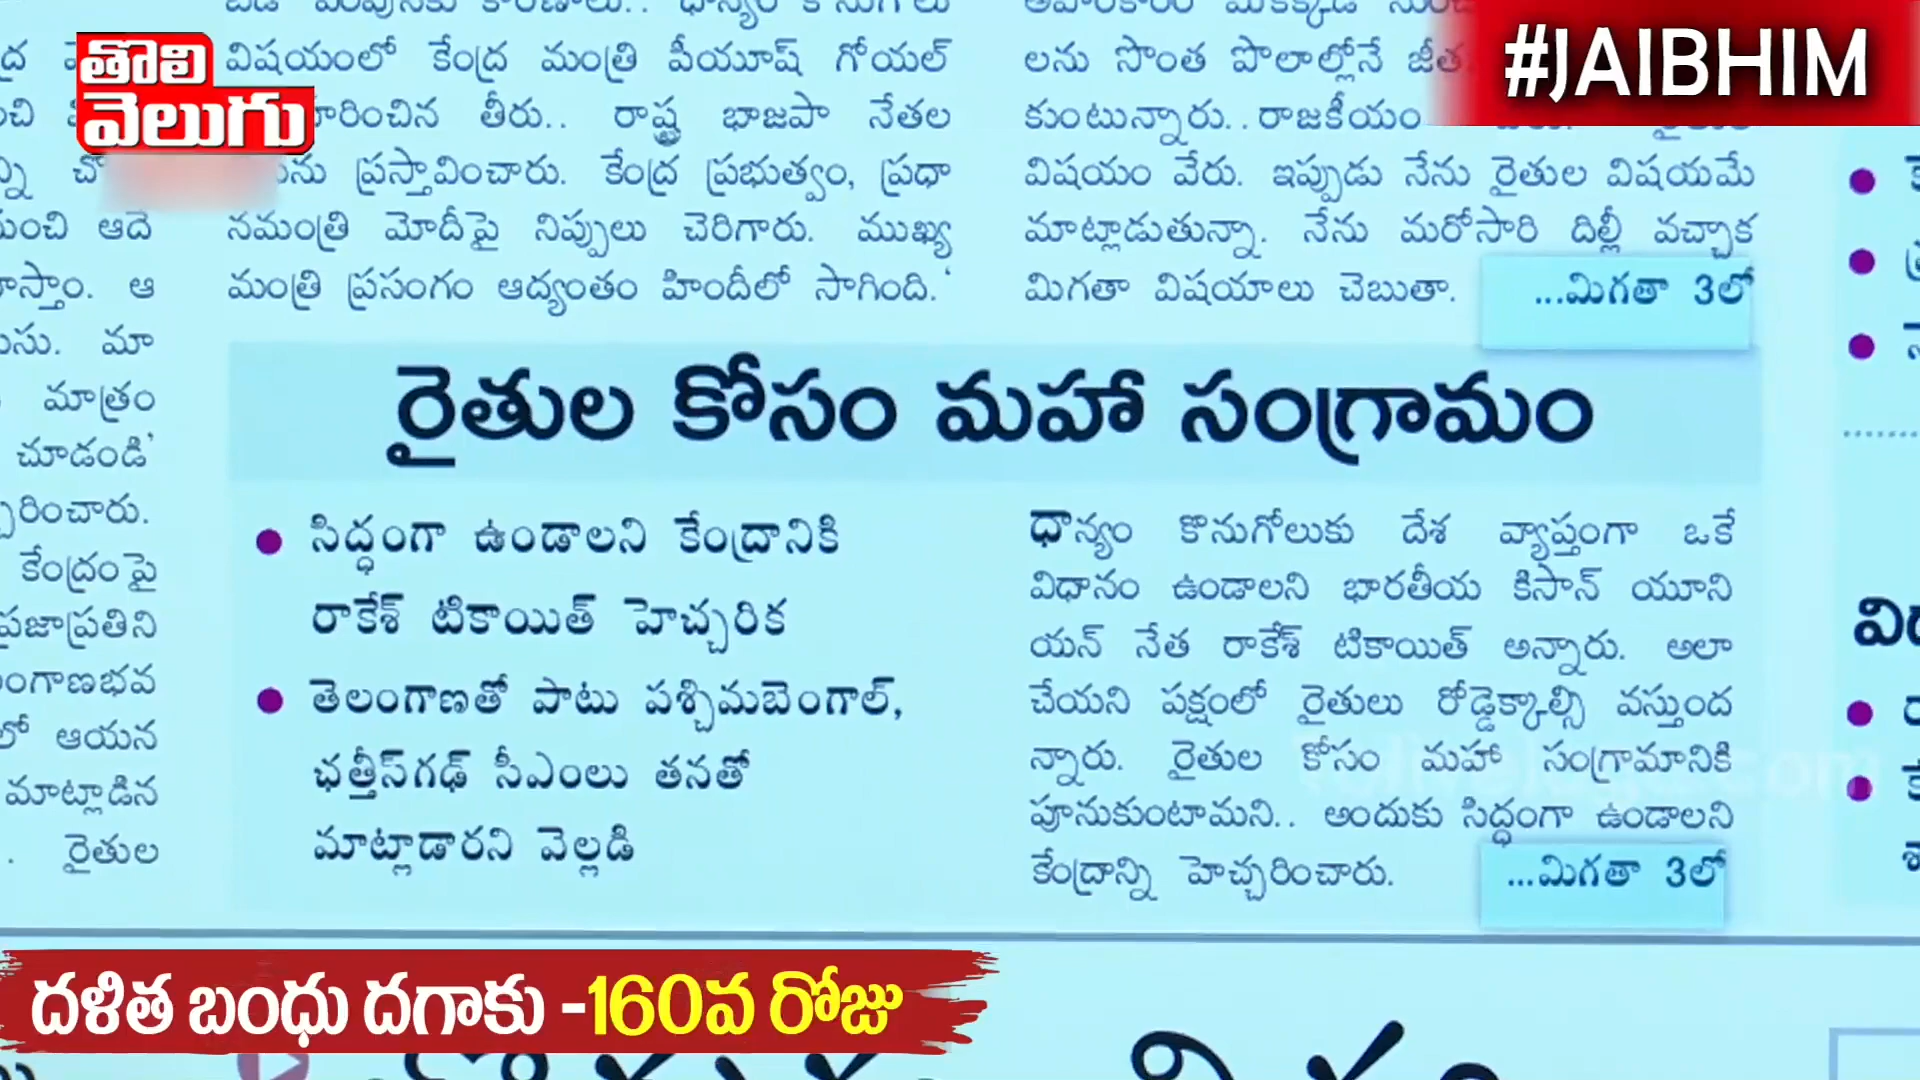 తొలి
వెలుగు
#JAIBHIM
విషయంలో కేంద్ర మంత్రి పీయూష్ గోయల్
తీరు.. రాష్ట్ర భాజపా నేతల
ప్రస్తావించారు. కేంద్ర ప్రభుత్వం, ప్రధా
నమంత్రి మోదీపై నిప్పులు చెరిగారు. ముఖ్య
మంత్రి ప్రసంగం ఆద్యంతం హిందీలో సాగింది.'
లను సొంత పొలాల్లోనే
కుంటున్నారు..రాజకీయం
విషయం వేరు. ఇప్పుడు నేను రైతుల విషయమే
మాట్లాడుతున్నా. నేను మరోసారి దిల్లీ వచ్చాక
మిగతా విషయాలు చెబుతా. ...మిగతా 3లో
ఆ
మా
మాత్రం
చూడండి'
కేంద్రంపై
ఆయన
మాట్లాడిన
రైతుల
రైతుల కోసం మహా సంగ్రామం
● సిద్ధంగా ఉండాలని కేంద్రానికి
రాకేశ్ టికాయిత్ హెచ్చరిక
● తెలంగాణతో పాటు పశ్చిమబెంగాల్,
ఛత్తీస్‌గఢ్ సీఎంలు తనతో
మాట్లాడారని వెల్లడి
ధాన్యం కొనుగోలుకు దేశ వ్యాప్తంగా ఒకే
విధానం ఉండాలని భారతీయ కిసాన్ యూని
యన్ నేత రాకేశ్ టికాయిత్ అన్నారు. అలా
చేయని పక్షంలో రైతులు రోడ్డెక్కాల్సి వస్తుంద
న్నారు. రైతుల కోసం మహా సంగ్రామానికి
పూనుకుంటామని.. అందుకు సిద్ధంగా ఉండాలని
కేంద్రాన్ని హెచ్చరించారు. ...మిగతా 3లో
దళిత బంధు దగాకు -160వ రోజు